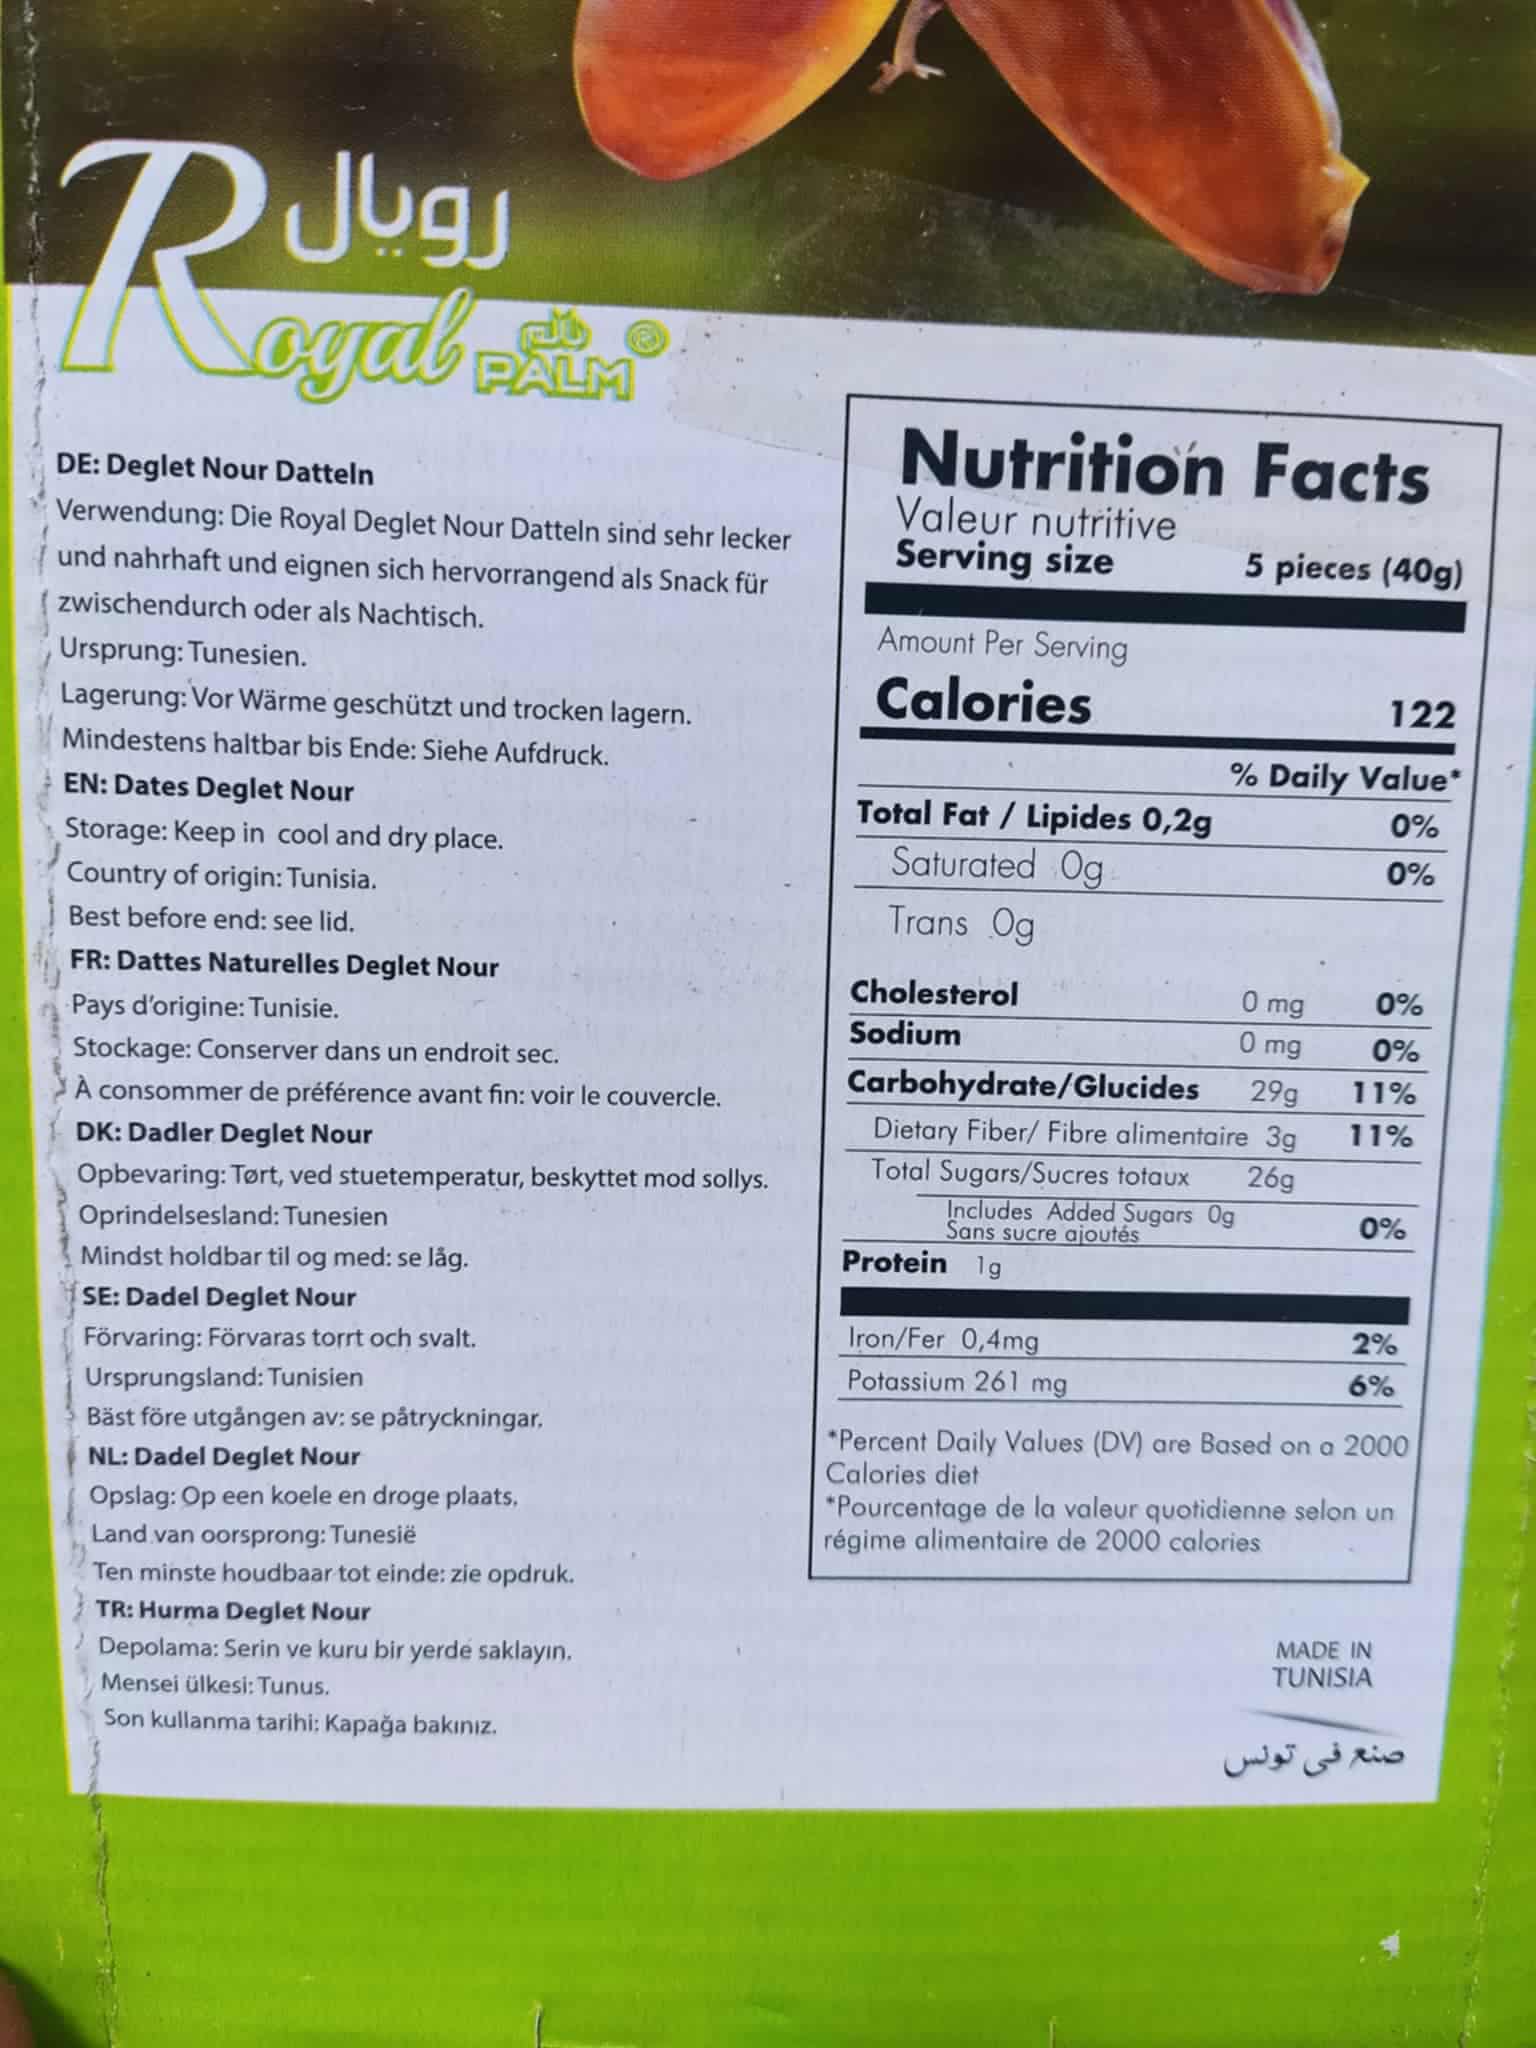 رويال
Royal بالم PALM ®
DE: Deglet Nour Datteln
Verwendung: Die Royal Deglet Nour Datteln sind sehr lecker
und nahrhaft und eignen sich hervorrangend als Snack für
zwischendurch oder als Nachtisch.
Ursprung: Tunesien.
Lagerung: Vor Wärme geschützt und trocken lagern.
Mindestens haltbar bis Ende: Siehe Aufdruck.
EN: Dates Deglet Nour
Storage: Keep in cool and dry place.
Country of origin: Tunisia.
Best before end: see lid.
FR: Dattes Naturelles Deglet Nour
Pays d'origine: Tunisie.
Stockage: Conserver dans un endroit sec.
À consommer de préférence avant fin: voir le couvercle.
DK: Dadler Deglet Nour
Opbevaring: Tørt, ved stuetemperatur, beskyttet mod sollys.
Oprindelsesland: Tunesien
Mindst holdbar til og med: se låg.
SE: Dadel Deglet Nour
Förvaring: Förvaras torrt och svalt.
Ursprungsland: Tunisien
Bäst före utgången av: se påtryckningar.
NL: Dadel Deglet Nour
Opslag: Op een koele en droge plaats.
Land van oorsprong: Tunesië
Ten minste houdbaar tot einde: zie opdruk.
TR: Hurma Deglet Nour
Depolama: Serin ve kuru bir yerde saklayın.
Mensei ülkesi: Tunus.
Son kullanma tarihi: Kapağa bakınız.
Nutrition Facts
Valeur nutritive
Serving size 5 pieces (40g)
Amount Per Serving
Calories 122
% Daily Value*
Total Fat / Lipides 0,2g 0%
Saturated 0g 0%
Trans 0g
Cholesterol 0 mg 0%
Sodium 0 mg 0%
Carbohydrate/Glucides 29g 11%
Dietary Fiber/ Fibre alimentaire 3g 11%
Total Sugars/Sucres totaux 26g
Includes Added Sugars 0g 0%
Sans sucre ajoutés
Protein 1g
Iron/Fer 0,4mg 2%
Potassium 261 mg 6%
*Percent Daily Values (DV) are Based on a 2000
Calories diet
*Pourcentage de la valeur quotidienne selon un
régime alimentaire de 2000 calories
MADE IN
TUNISIA
صنع في تونس